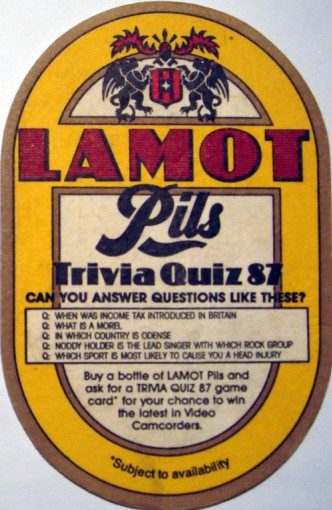 LAMOT
Pils
Trivia Quiz 87
CAN YOU ANSWER QUESTIONS LIKE THESE?
Q: WHEN WAS INCOME TAX INTRODUCED IN BRITAIN
Q: WHAT IS A MOREL
Q: IN WHICH COUNTRY IS ODENSE
Q: NODDY HOLDER IS THE LEAD SINGER WITH WHICH ROCK GROUP
Q: WHICH SPORT IS MOST LIKELY TO CAUSE YOU A HEAD INJURY
Buy a bottle of LAMOT Pils and
ask for a TRIVIA QUIZ 87 game
card* for your chance to win
the latest in Video
Camcorders.
*Subject to availability